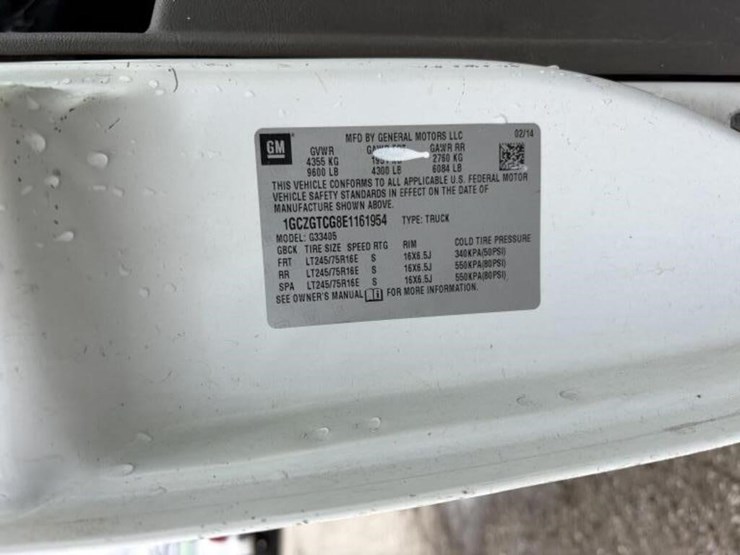 GM
MFD BY GENERAL MOTORS LLC 02/14
GVWR GAWR RR
4355 KG 2760 KG
9600 LB 4300 LB 6084 LB
THIS VEHICLE CONFORMS TO ALL APPLICABLE U.S. FEDERAL MOTOR
VEHICLE SAFETY STANDARDS IN EFFECT ON THE DATE OF
MANUFACTURE SHOWN ABOVE.
1GCZGTCG8E1161954 TYPE: TRUCK
MODEL: G33405
GBCK TIRE SIZE SPEED RTG RIM COLD TIRE PRESSURE
FRT LT245/75R16E S 16X6.5J 340KPA(50PSI)
RR LT245/75R16E S 16X6.5J 550KPA(80PSI)
SPA LT245/75R16E S 16X6.5J 550KPA(80PSI)
SEE OWNER'S MANUAL FOR MORE INFORMATION.